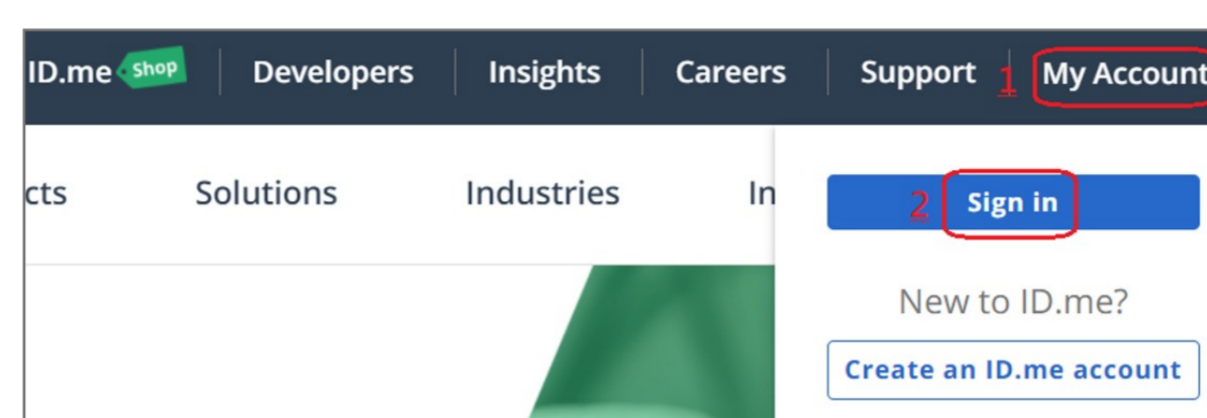 ID.me Shop Developers Insights Careers Support 1 My Account
cts Solutions Industries In
2 Sign in
New to ID.me?
Create an ID.me account